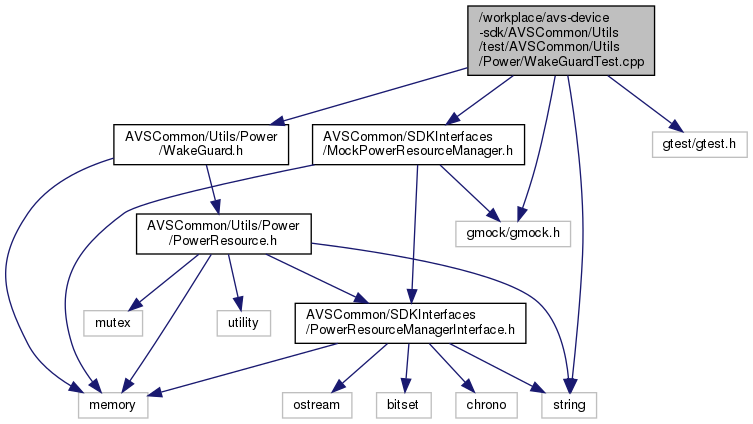 /workplace/avs-device
-sdk/AVSCommon/Utils
/test/AVSCommon/Utils
/Power/WakeGuardTest.cpp
AVSCommon/Utils/Power
/WakeGuard.h
AVSCommon/SDKInterfaces
/MockPowerResourceManager.h
gtest/gtest.h
AVSCommon/Utils/Power
/PowerResource.h
gmock/gmock.h
mutex
utility
AVSCommon/SDKInterfaces
/PowerResourceManagerInterface.h
memory
ostream
bitset
chrono
string